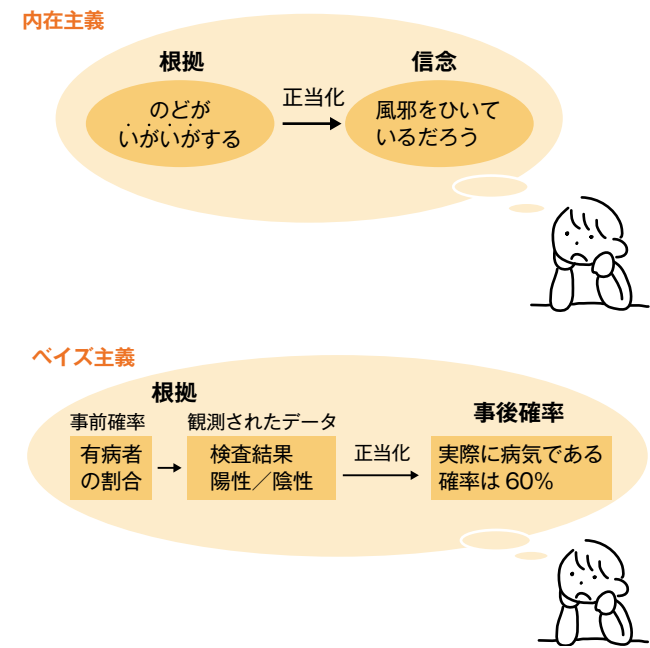 内在主義
根拠
信念
のどが
いがいがする
正当化
風邪をひいて
いるだろう
ベイズ主義
根拠
事前確率
観測されたデータ
事後確率
有病者
の割合
検査結果
陽性／陰性
正当化
実際に病気である
確率は 60%